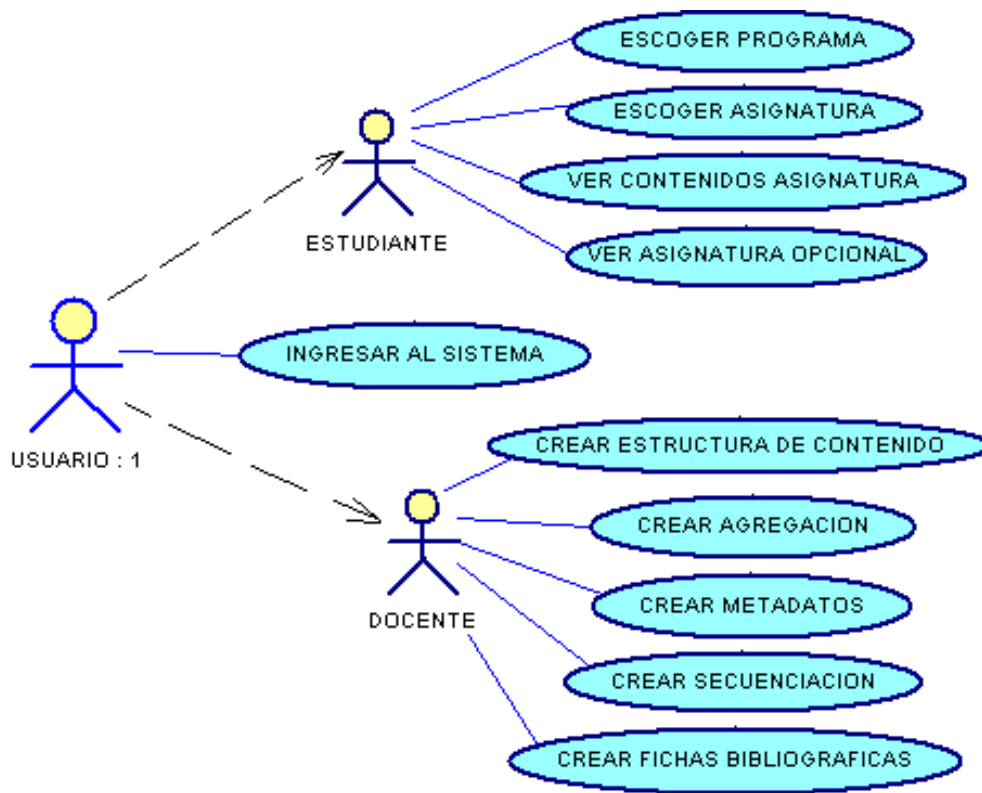 ESCOGER PROGRAMA
ESCOGER ASIGNATURA
VER CONTENIDOS ASIGNATURA
ESTUDIANTE
VER ASIGNATURA OPCIONAL
INGRESAR AL SISTEMA
USUARIO : 1
CREAR ESTRUCTURA DE CONTENIDO
CREAR AGREGACION
CREAR METADATOS
DOCENTE
CREAR SECUENCIACION
CREAR FICHAS BIBLIOGRAFICAS